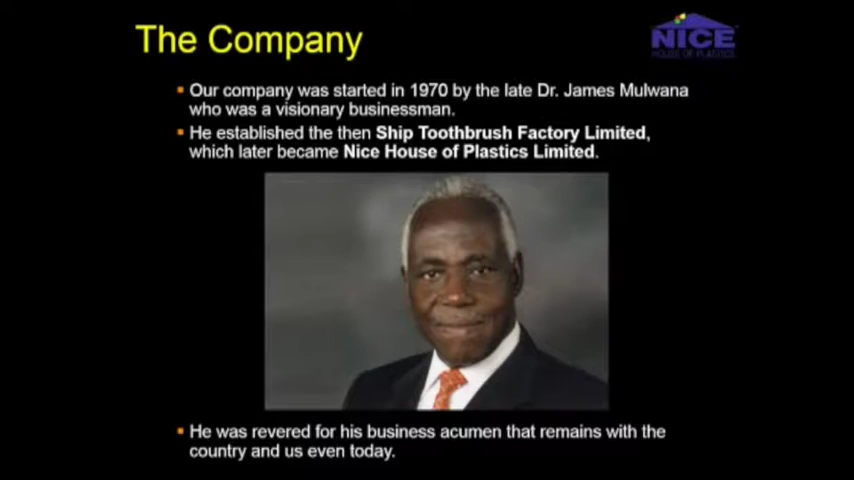 The Company
NICE
HOUSE OF PLASTICS
Our company was started in 1970 by the late Dr. James Mulwana
who was a visionary businessman.
He established the then Ship Toothbrush Factory Limited,
which later became Nice House of Plastics Limited.
He was revered for his business acumen that remains with the
country and us even today.